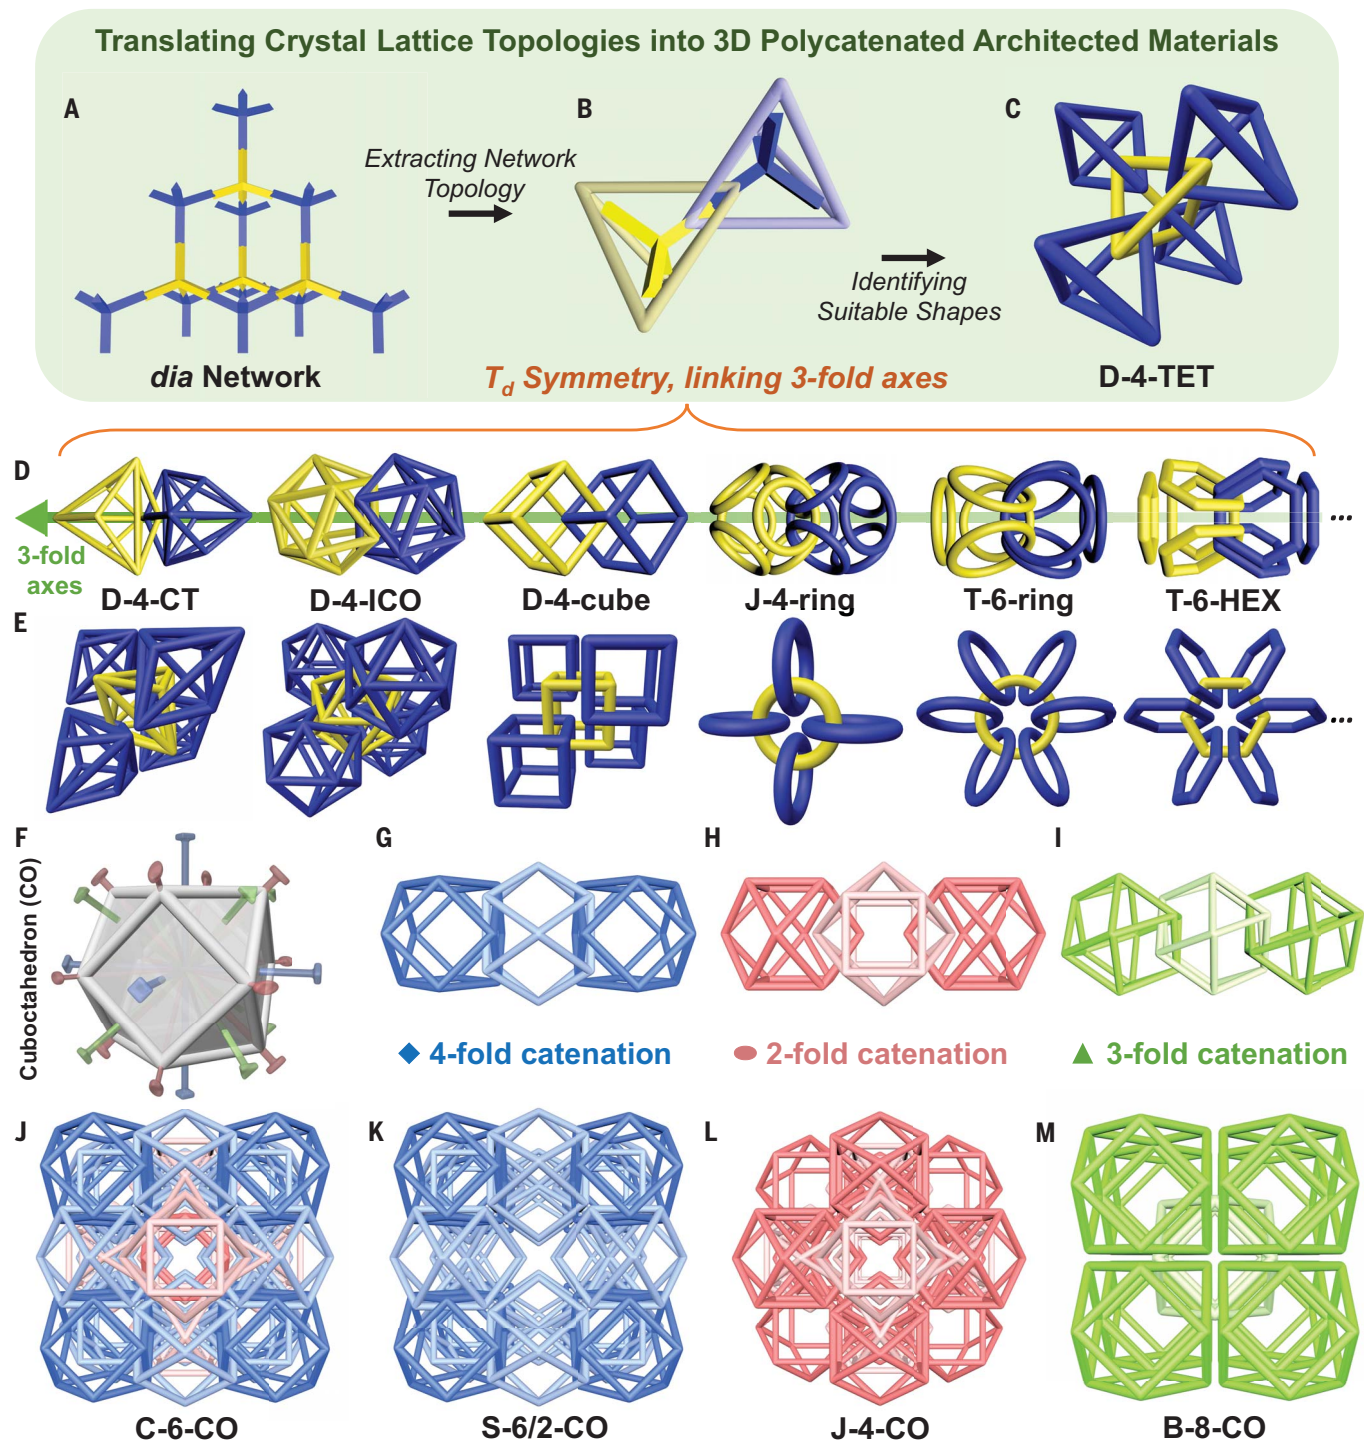 Translating Crystal Lattice Topologies into 3D Polycatenated Architected Materials
A
B
C
Extracting Network
Topology
Identifying
Suitable Shapes
dia Network
Td Symmetry, linking 3-fold axes
D-4-TET
D
3-fold
axes
...
D-4-CT
D-4-ICO
D-4-cube
J-4-ring
T-6-ring
T-6-HEX
E
...
F
G
H
I
Cuboctahedron (CO)
4-fold catenation
2-fold catenation
3-fold catenation
J
K
L
M
C-6-CO
S-6/2-CO
J-4-CO
B-8-CO